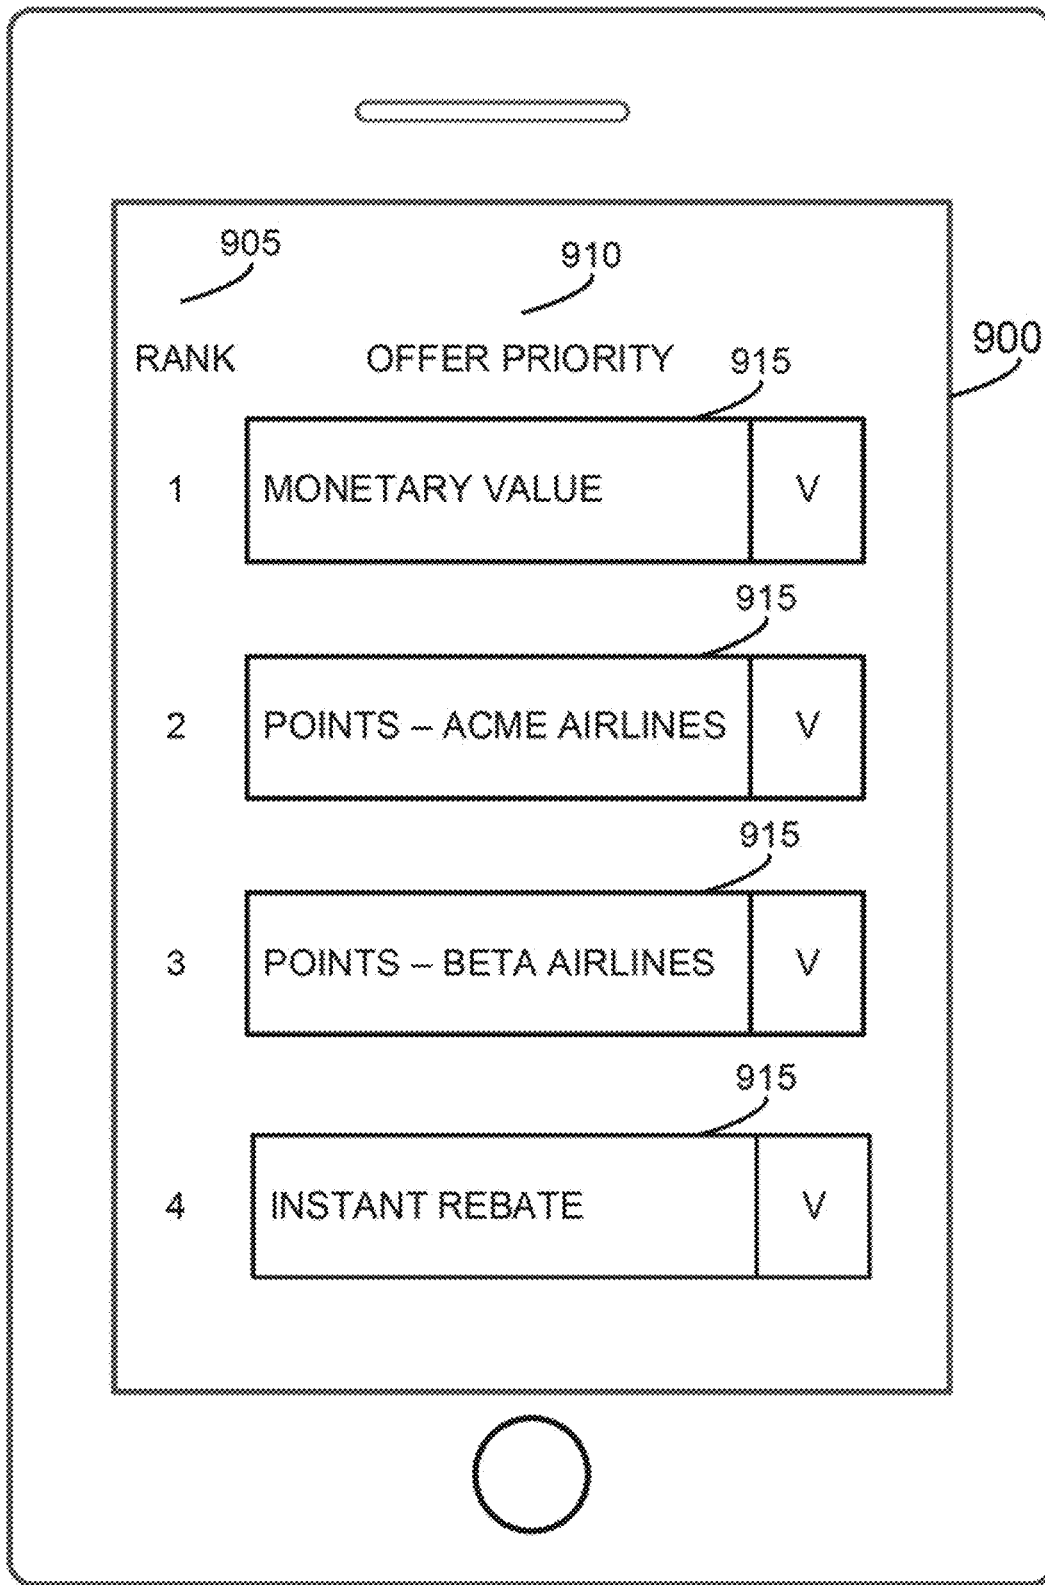 905
910
900
RANK OFFER PRIORITY 915
1 MONETARY VALUE V
915
2 POINTS – ACME AIRLINES V
915
3 POINTS – BETA AIRLINES V
915
4 INSTANT REBATE V